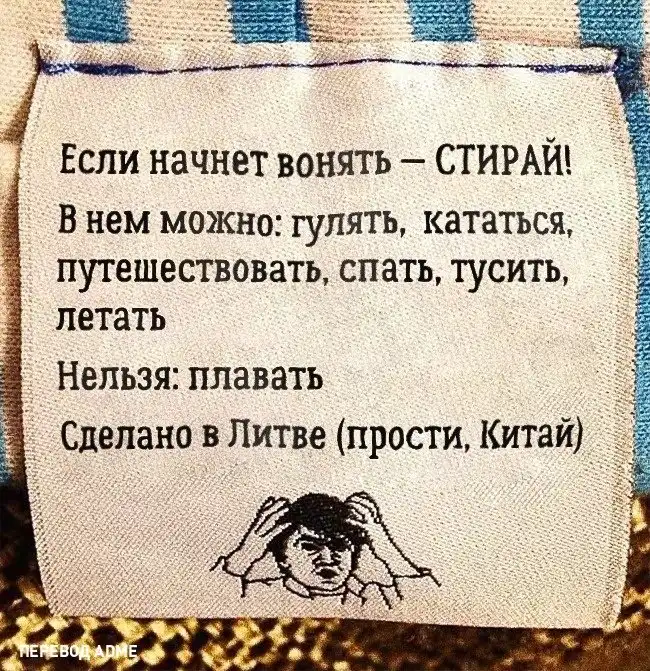 Если начнет вонять – СТИРАЙ!
В нем можно: гулять, кататься,
путешествовать, спать, тусить,
летать
Нельзя: плавать
Сделано в Литве (прости, Китай)
ПЕРЕВОД ADME